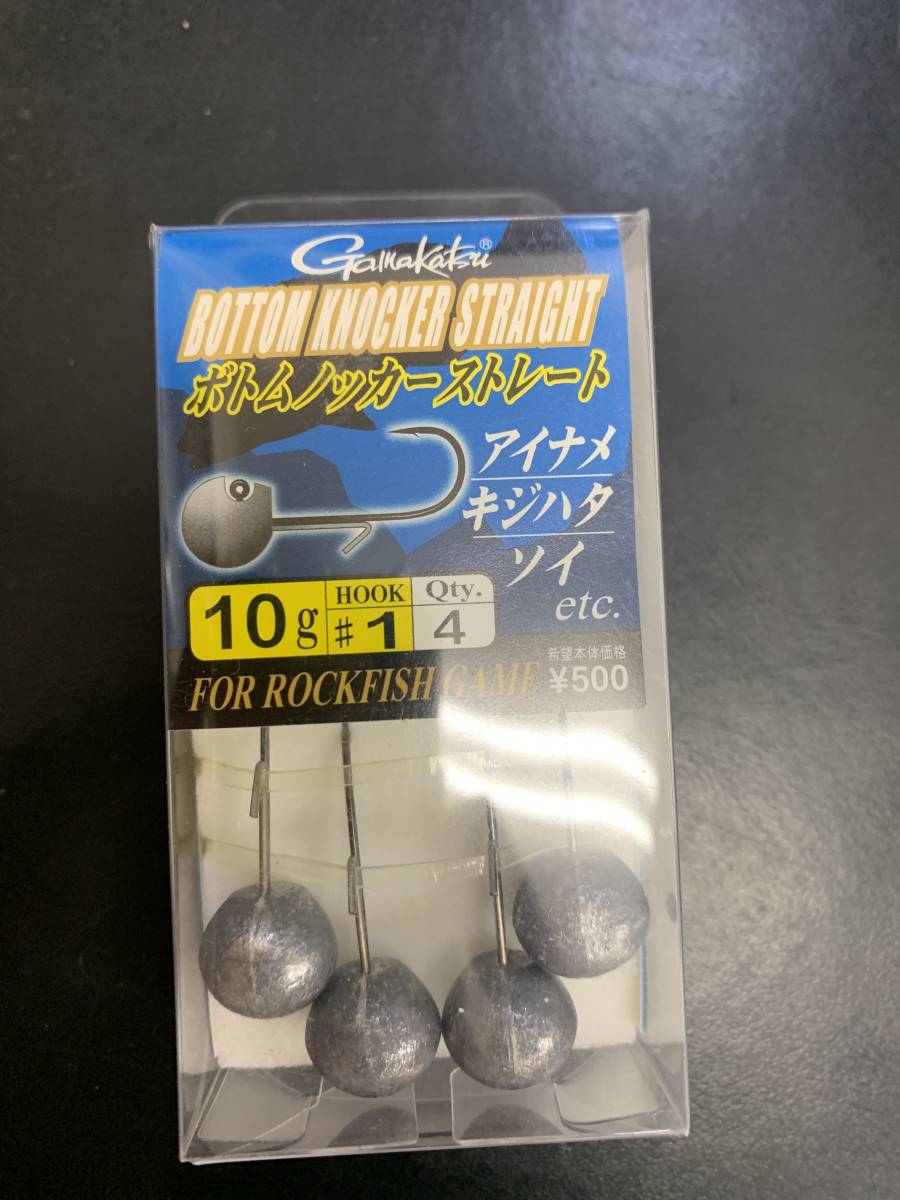 Gamakatsu®
BOTTOM KNOCKER STRAIGHT
ボトムノッカーストレート
アイナメ
キジハタ
ソイ
etc.
10g HOOK #1 Qty. 4
希望本体価格
¥500
FOR ROCKFISH GAME